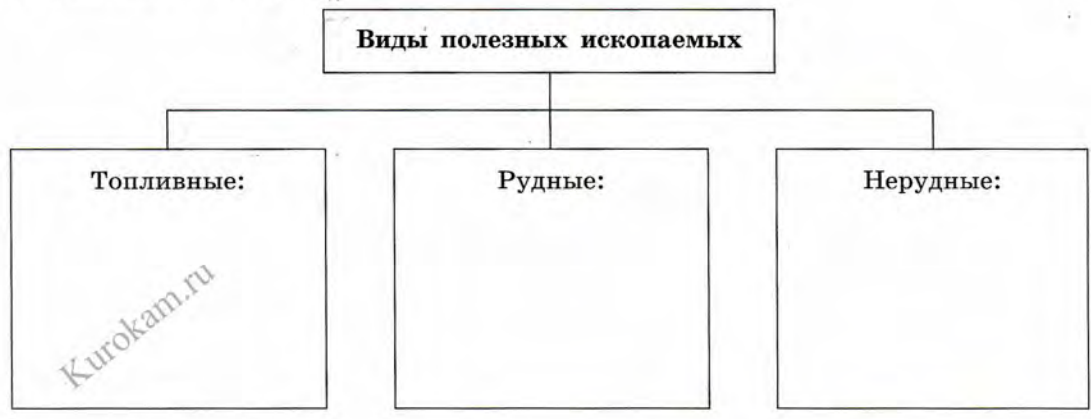 Виды полезных ископаемых
Топливные:
Рудные:
Нерудные:
Kurokam.ru